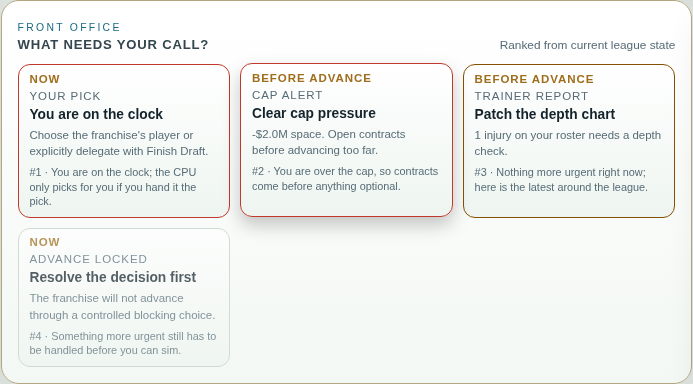 FRONT OFFICE
WHAT NEEDS YOUR CALL?
Ranked from current league state
NOW
YOUR PICK
You are on the clock
Choose the franchise's player or
explicitly delegate with Finish Draft.
#1 · You are on the clock; the CPU
only picks for you if you hand it the
pick.
BEFORE ADVANCE
CAP ALERT
Clear cap pressure
-$2.0M space. Open contracts
before advancing too far.
#2 · You are over the cap, so contracts
come before anything optional.
BEFORE ADVANCE
TRAINER REPORT
Patch the depth chart
1 injury on your roster needs a depth
check.
#3 · Nothing more urgent right now;
here is the latest around the league.
NOW
ADVANCE LOCKED
Resolve the decision first
The franchise will not advance
through a controlled blocking choice.
#4 · Something more urgent still has to
be handled before you can sim.